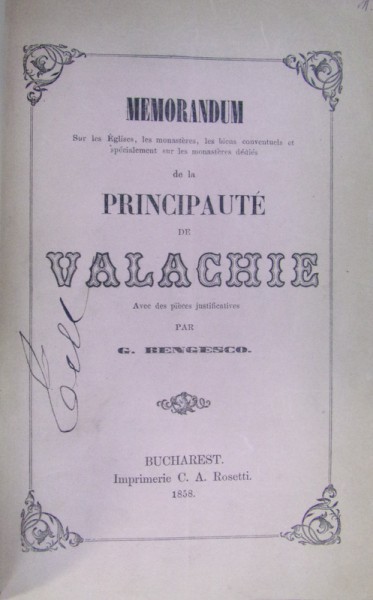 MEMORANDUM
Sur les Églises, les monastères, les biens conventuels et
spécialement sur les monastères dédiés
de la
PRINCIPAUTÉ
DE
VALACHIE
Avec des pièces justificatives
PAR
G. BENGESCO.
BUCHAREST.
Imprimerie C. A. Rosetti.
1858.